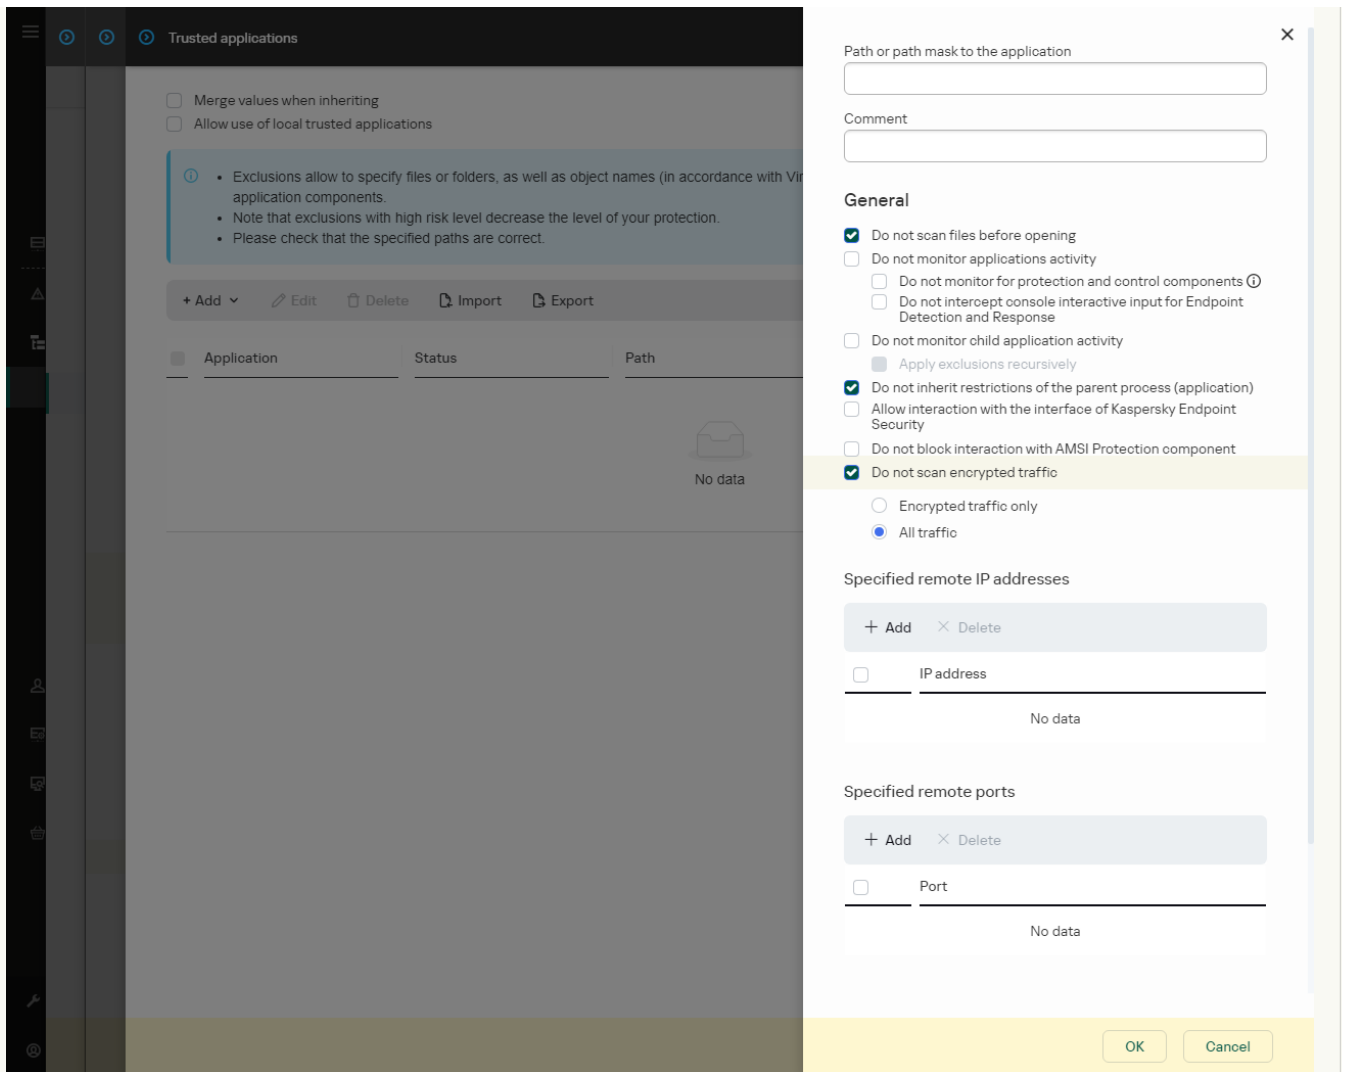 Trusted applications
Merge values when inheriting
Allow use of local trusted applications
Exclusions allow to specify files or folders, as well as object names (in accordance with Vir
application components.
Note that exclusions with high risk level decrease the level of your protection.
Please check that the specified paths are correct.
+ Add Edit Delete Import Export
Application Status Path
No data
Path or path mask to the application
Comment
General
Do not scan files before opening
Do not monitor applications activity
Do not monitor for protection and control components
Do not intercept console interactive input for Endpoint
Detection and Response
Do not monitor child application activity
Apply exclusions recursively
Do not inherit restrictions of the parent process (application)
Allow interaction with the interface of Kaspersky Endpoint
Security
Do not block interaction with AMSI Protection component
Do not scan encrypted traffic
Encrypted traffic only
All traffic
Specified remote IP addresses
+ Add × Delete
IP address
No data
Specified remote ports
+ Add × Delete
Port
No data
OK Cancel